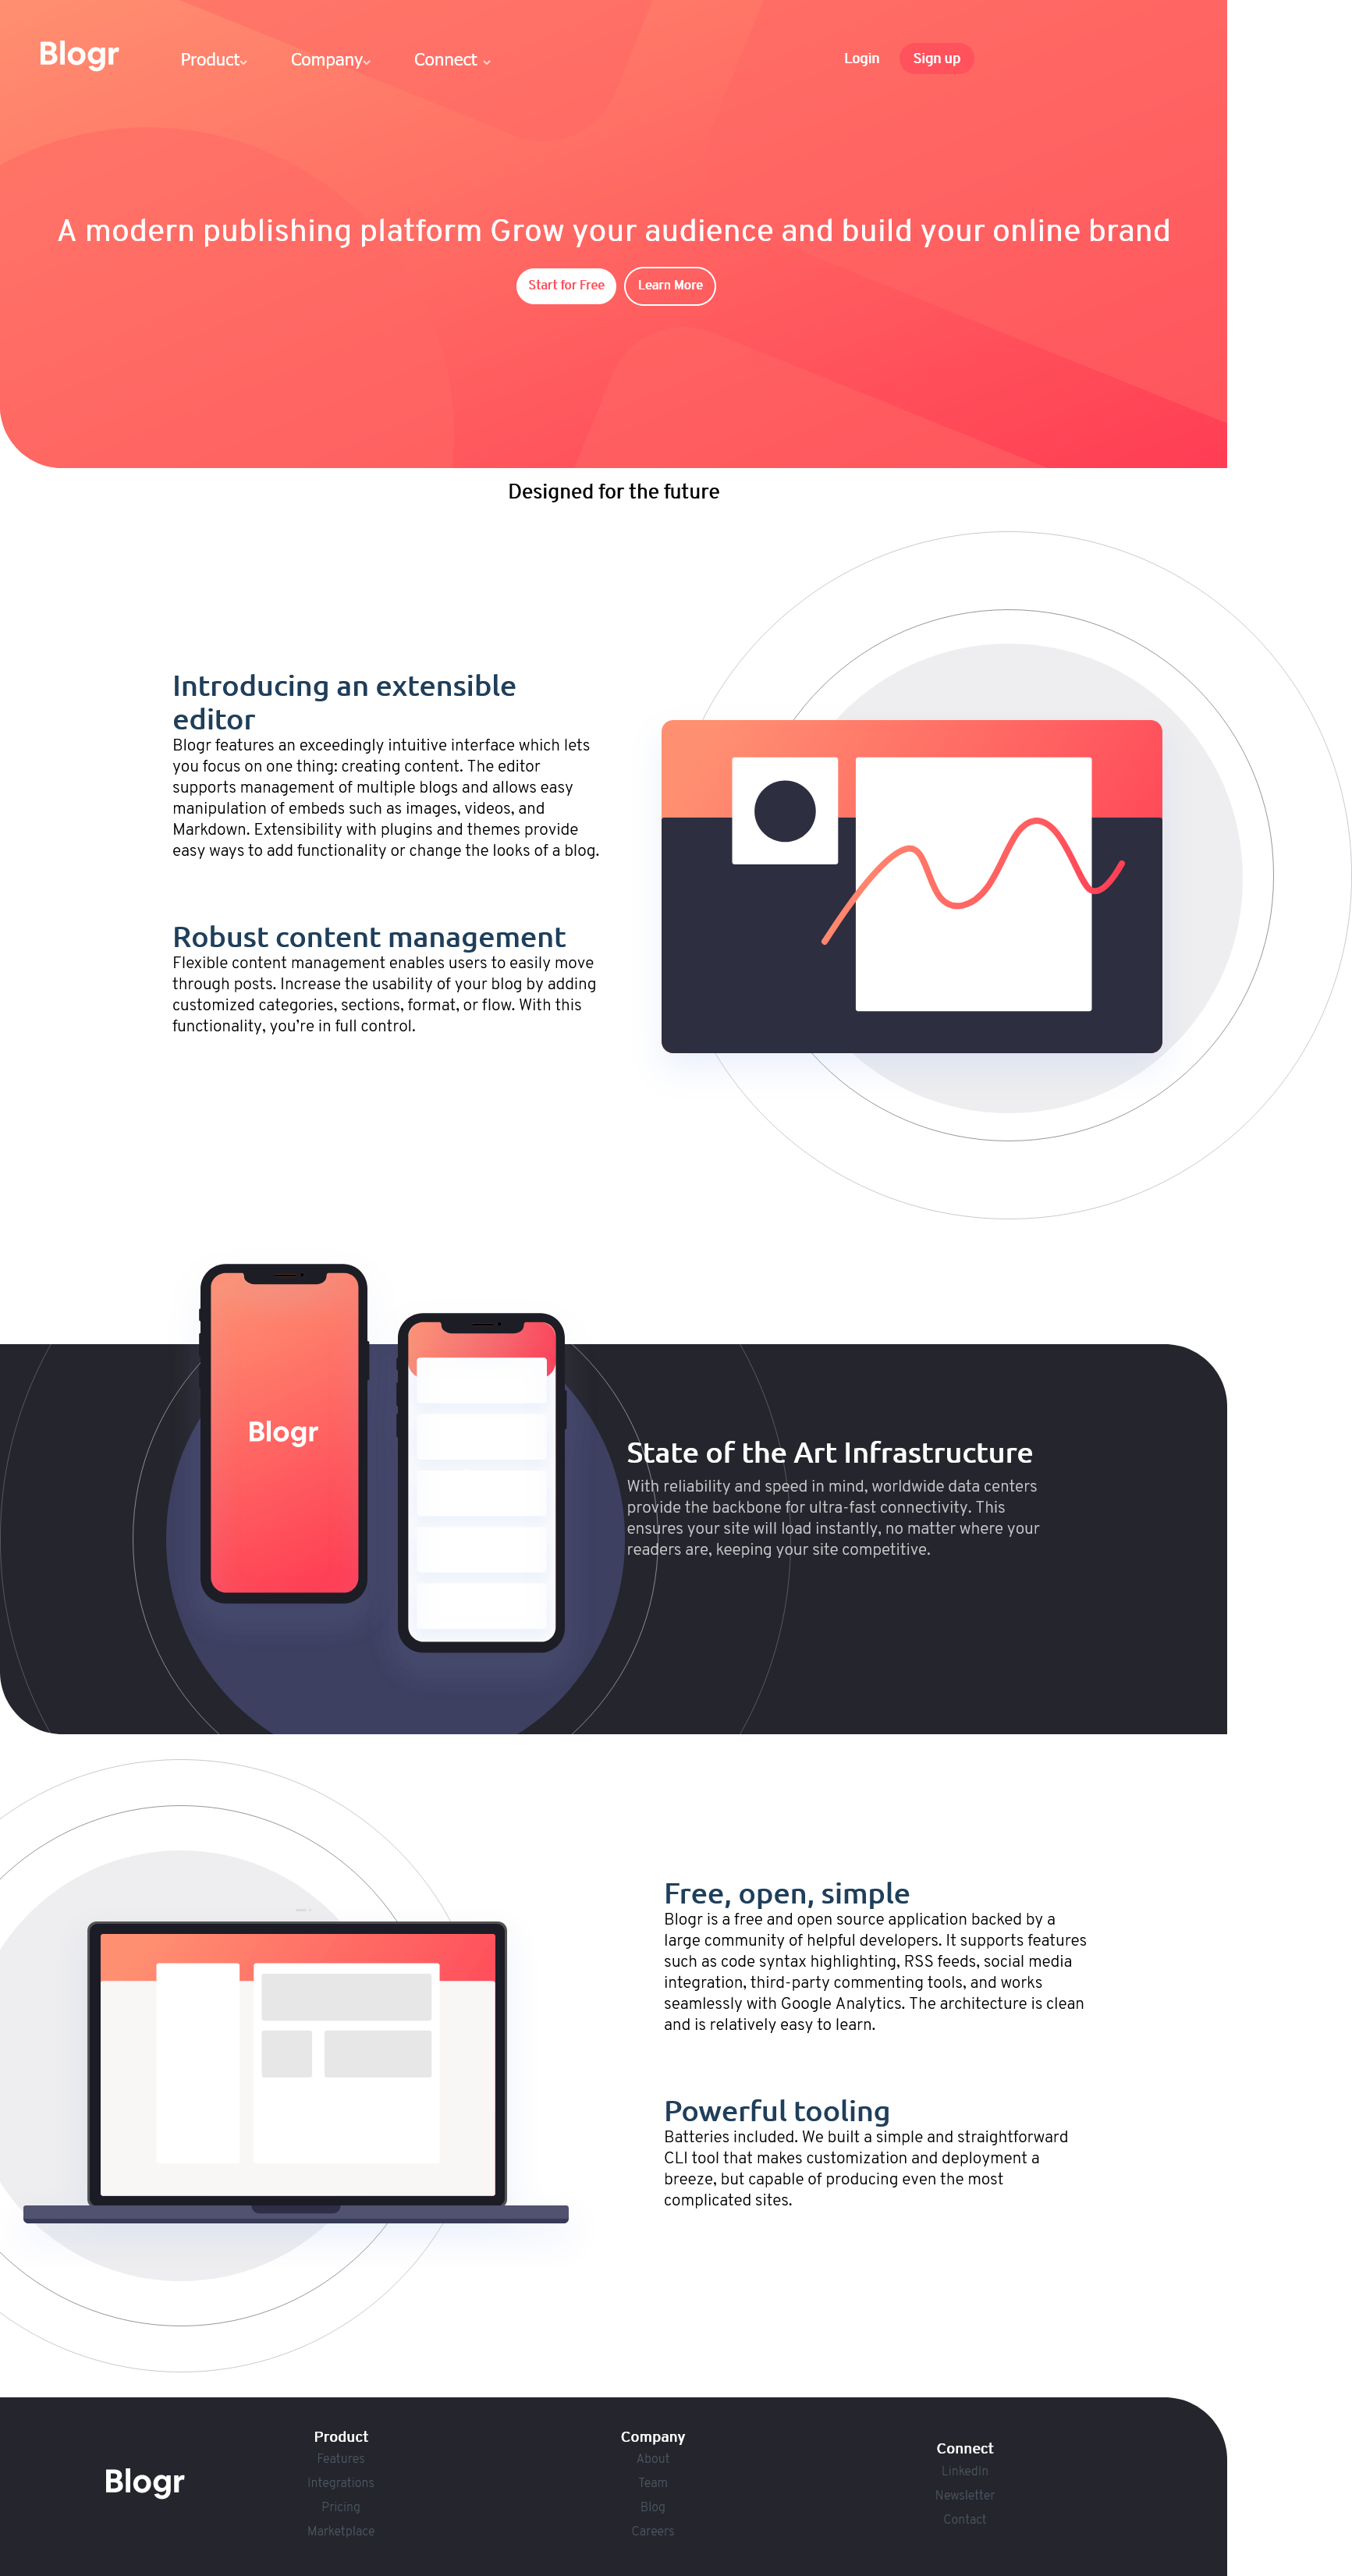 Blogr
Product
Company
Connect
Login
Sign up
A modern publishing platform Grow your audience and build your online brand
Start for Free
Learn More
Designed for the future
Introducing an extensible
editor
Blogr features an exceedingly intuitive interface which lets
you focus on one thing: creating content. The editor
supports management of multiple blogs and allows easy
manipulation of embeds such as images, videos, and
Markdown. Extensibility with plugins and themes provide
easy ways to add functionality or change the looks of a blog.
Robust content management
Flexible content management enables users to easily move
through posts. Increase the usability of your blog by adding
customized categories, sections, format, or flow. With this
functionality, you’re in full control.
Blogr
State of the Art Infrastructure
With reliability and speed in mind, worldwide data centers
provide the backbone for ultra-fast connectivity. This
ensures your site will load instantly, no matter where your
readers are, keeping your site competitive.
Free, open, simple
Blogr is a free and open source application backed by a
large community of helpful developers. It supports features
such as code syntax highlighting, RSS feeds, social media
integration, third-party commenting tools, and works
seamlessly with Google Analytics. The architecture is clean
and is relatively easy to learn.
Powerful tooling
Batteries included. We built a simple and straightforward
CLI tool that makes customization and deployment a
breeze, but capable of producing even the most
complicated sites.
Blogr
Product
Features
Integrations
Pricing
Marketplace
Company
About
Team
Blog
Careers
Connect
LinkedIn
Newsletter
Contact